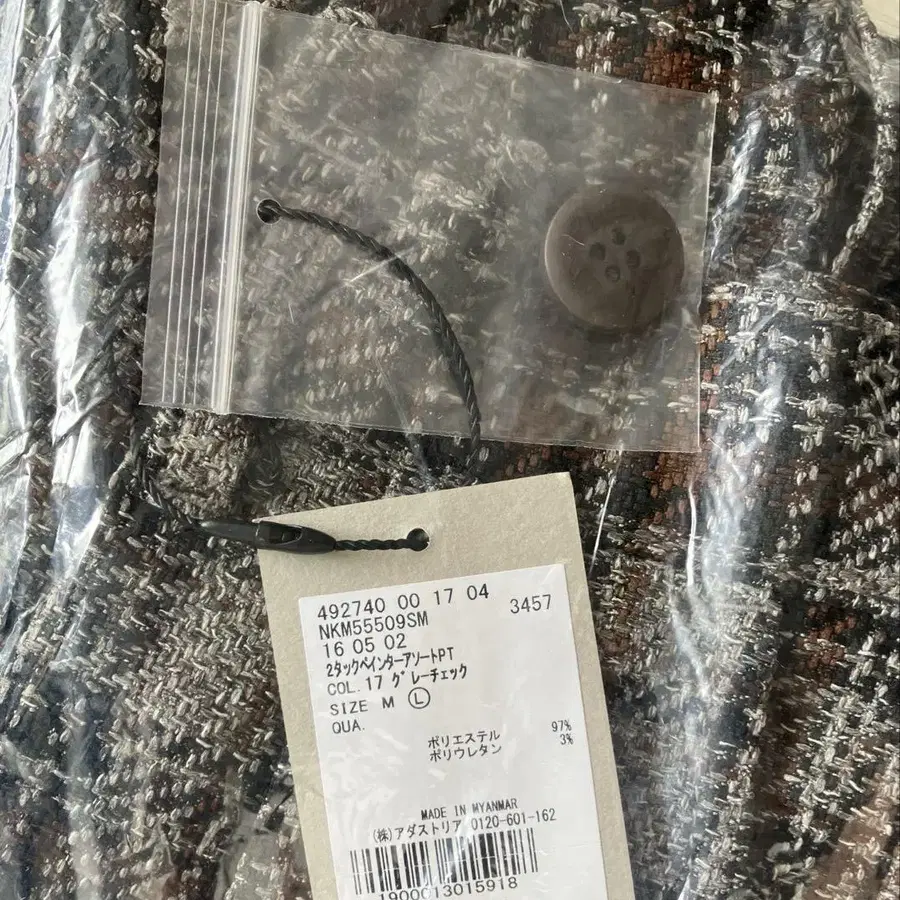 492740 00 17 04
3457
NKM55509SM
16 05 02
2タックペインターアソートPT
COL.17 グレーチェック
SIZE M Ⓛ
QUA.
ポリエステル 97%
ポリウレタン 3%
MADE IN MYANMAR
(株)アダストリア 0120-601-162
1900013015918